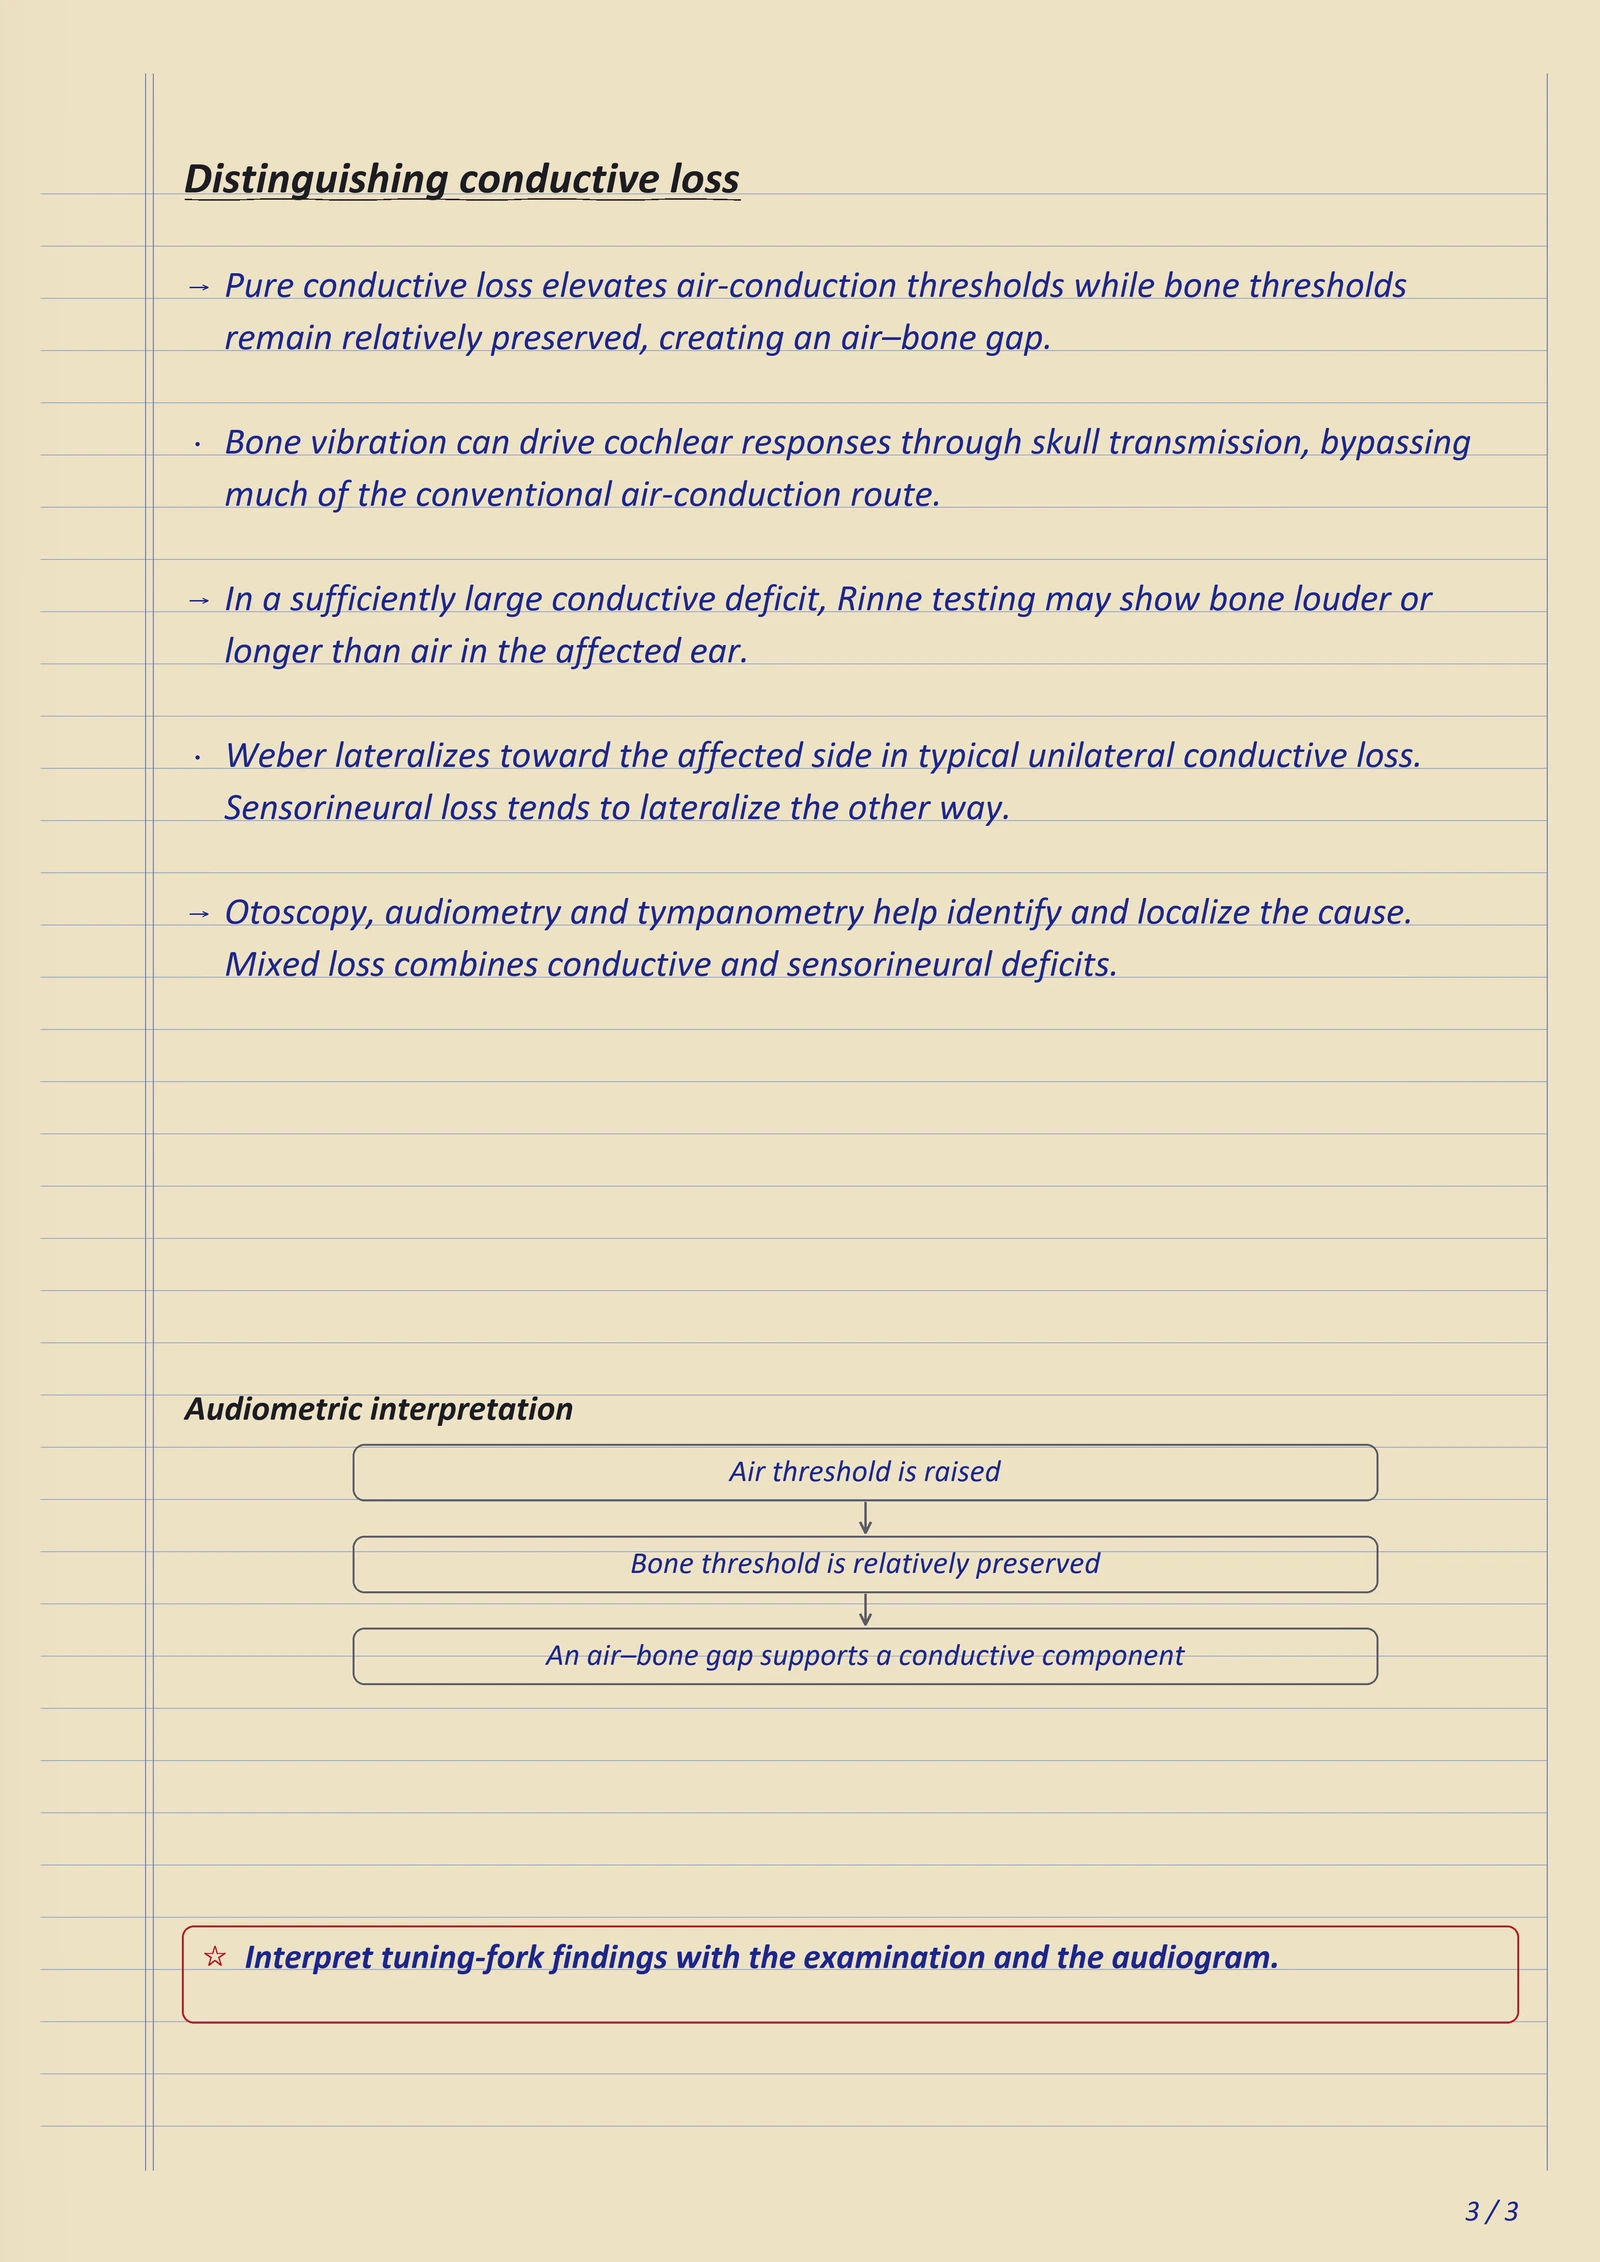 Distinguishing conductive loss
→ Pure conductive loss elevates air-conduction thresholds while bone thresholds
remain relatively preserved, creating an air–bone gap.
· Bone vibration can drive cochlear responses through skull transmission, bypassing
much of the conventional air-conduction route.
→ In a sufficiently large conductive deficit, Rinne testing may show bone louder or
longer than air in the affected ear.
· Weber lateralizes toward the affected side in typical unilateral conductive loss.
Sensorineural loss tends to lateralize the other way.
→ Otoscopy, audiometry and tympanometry help identify and localize the cause.
Mixed loss combines conductive and sensorineural deficits.
Audiometric interpretation
Air threshold is raised
Bone threshold is relatively preserved
An air–bone gap supports a conductive component
☆ Interpret tuning-fork findings with the examination and the audiogram.
3 / 3